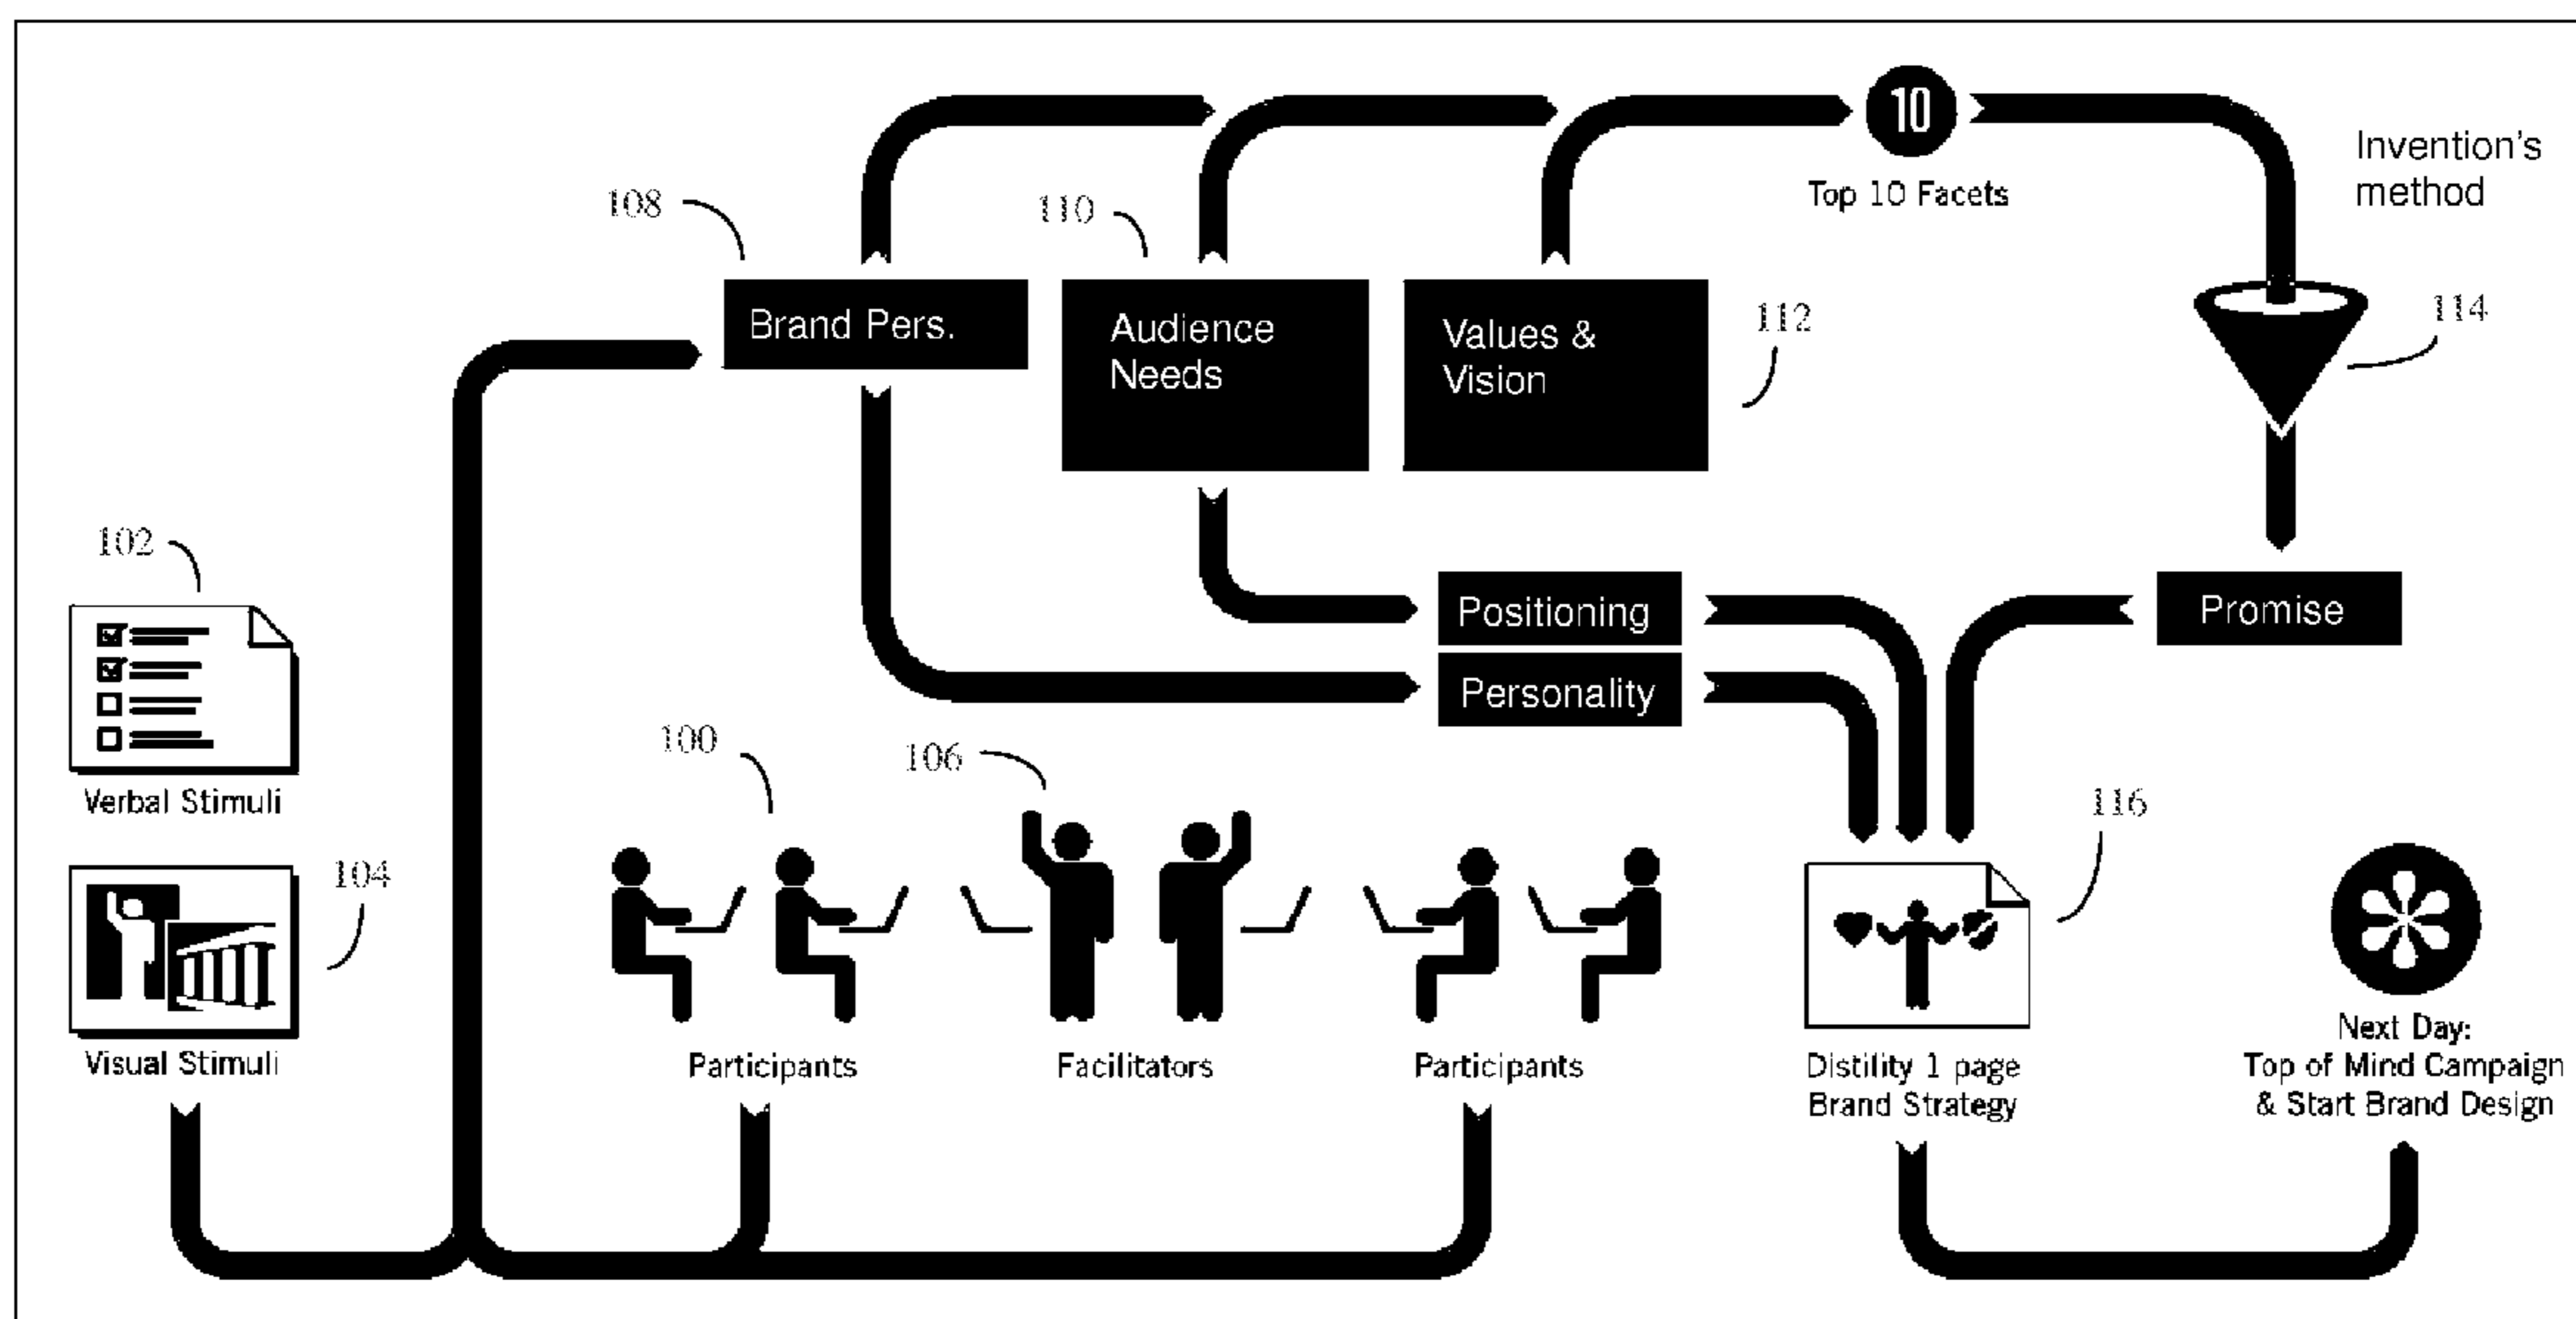 10
Top 10 Facets
Invention's
method
108
110
Brand Pers.
Audience
Needs
Values &
Vision
112
114
102
Positioning
Promise
Personality
100
106
Verbal Stimuli
116
104
Visual Stimuli
Participants
Facilitators
Participants
Distility 1 page
Brand Strategy
Next Day:
Top of Mind Campaign
& Start Brand Design